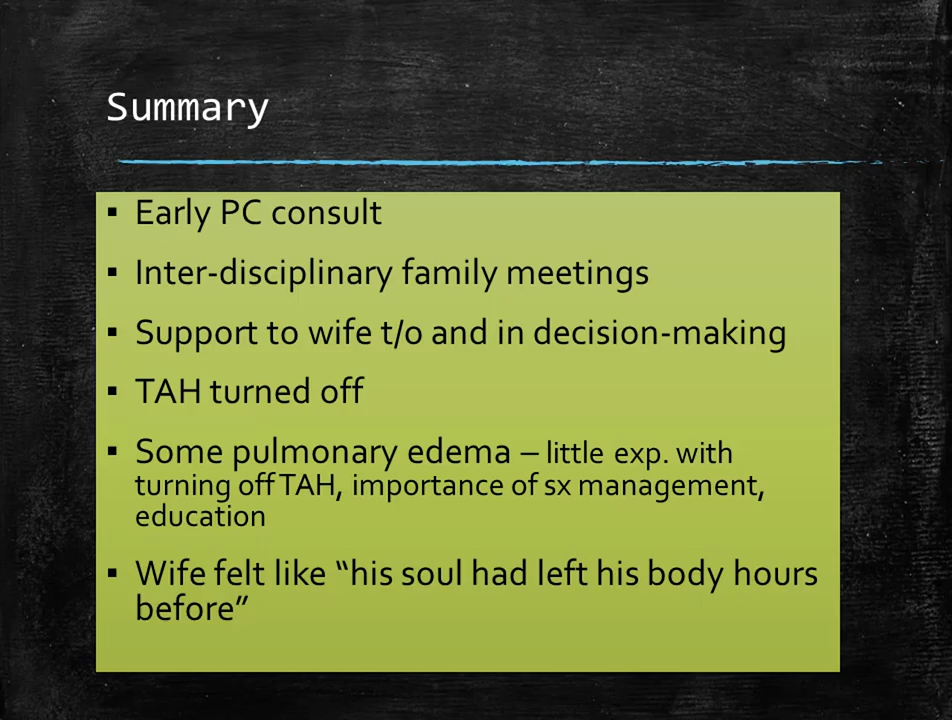 Summary
▪ Early PC consult
▪ Inter-disciplinary family meetings
▪ Support to wife t/o and in decision-making
▪ TAH turned off
▪ Some pulmonary edema – little exp. with
turning off TAH, importance of sx management,
education
▪ Wife felt like “his soul had left his body hours
before”